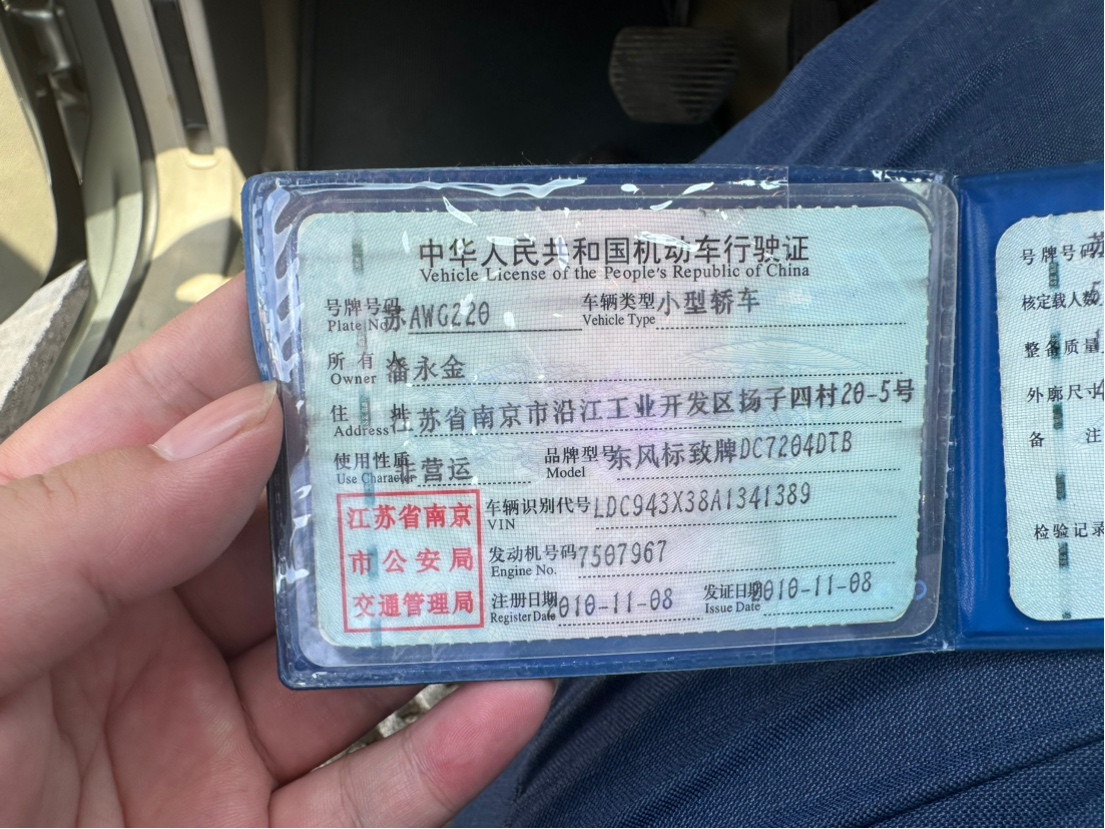 中华人民共和国机动车行驶证
Vehicle License of the People's Republic of China
号牌号码 苏AWG220 车辆类型 小型轿车
Plate No. Vehicle Type
所有人 潘永金
Owner
住址 江苏省南京市沿江工业开发区扬子四村20-5号
Address
使用性质 非营运 品牌型号 东风标致牌DC7204DTB
Use Character Model
江苏省南京
市公安局
交通管理局
车辆识别代号 LDC943X38A1341389
VIN
发动机号码 7507967
Engine No.
注册日期 2010-11-08 发证日期 2010-11-08
Register Date Issue Date
号牌号码 苏
核定载人数 5
整备质量 1
外廓尺寸 4
备注
检验记录